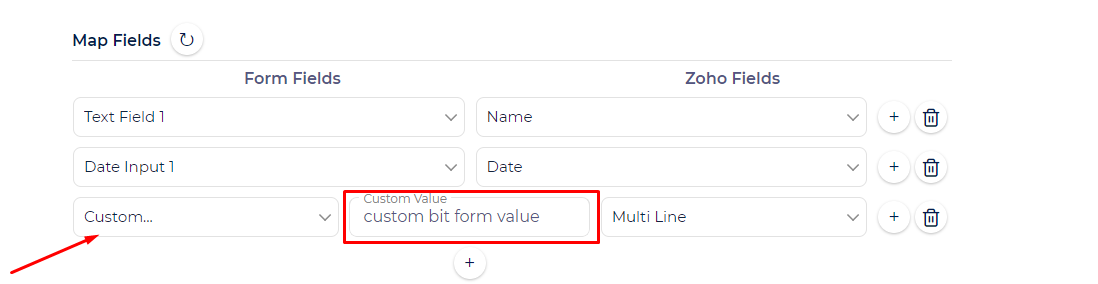 Map Fields
Form Fields Zoho Fields
Text Field 1 Name
Date Input 1 Date
Custom Value
Custom... custom bit form value Multi Line